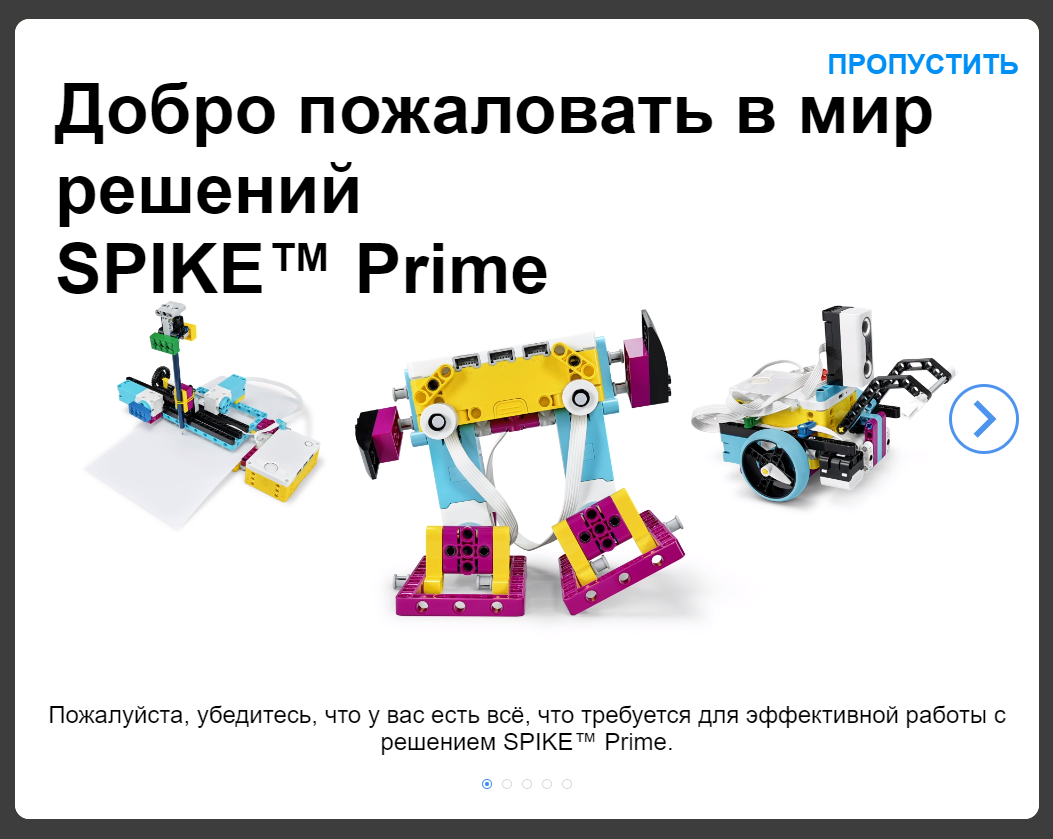 ПРОПУСТИТЬ
Добро пожаловать в мир
решений
SPIKE™ Prime
Пожалуйста, убедитесь, что у вас есть всё, что требуется для эффективной работы с
решением SPIKE™ Prime.